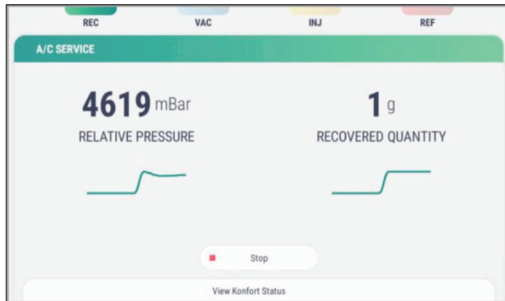 REC VAC INJ REF
A/C SERVICE
4619 mBar 1 g
RELATIVE PRESSURE RECOVERED QUANTITY
Stop
View Konfort Status